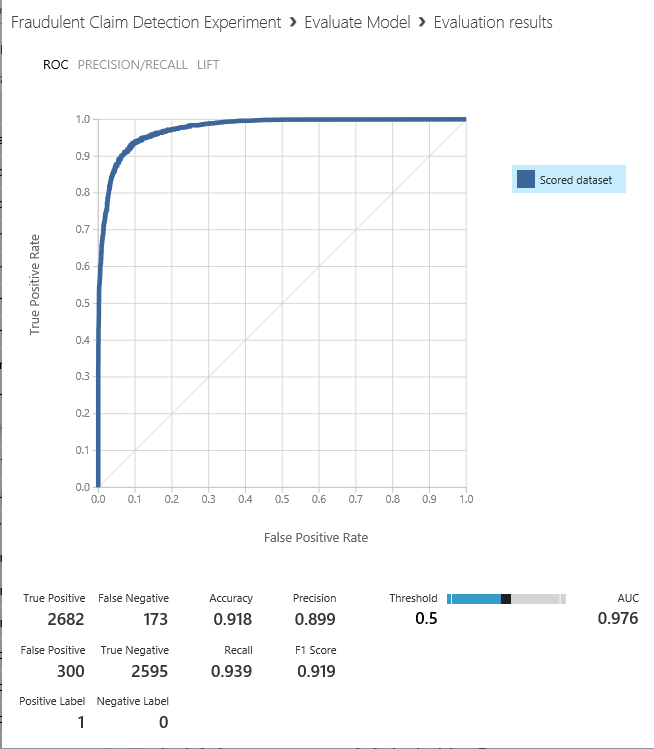 Fraudulent Claim Detection Experiment › Evaluate Model › Evaluation results
ROC PRECISION/RECALL LIFT
1.0
0.9
0.8
0.7
0.6
0.5
0.4
0.3
0.2
0.1
0.0
True Positive Rate
0.0 0.1 0.2 0.3 0.4 0.5 0.6 0.7 0.8 0.9 1.0
False Positive Rate
Scored dataset
True Positive False Negative Accuracy Precision Threshold AUC
2682 173 0.918 0.899 0.5 0.976
False Positive True Negative Recall F1 Score
300 2595 0.939 0.919
Positive Label Negative Label
1 0